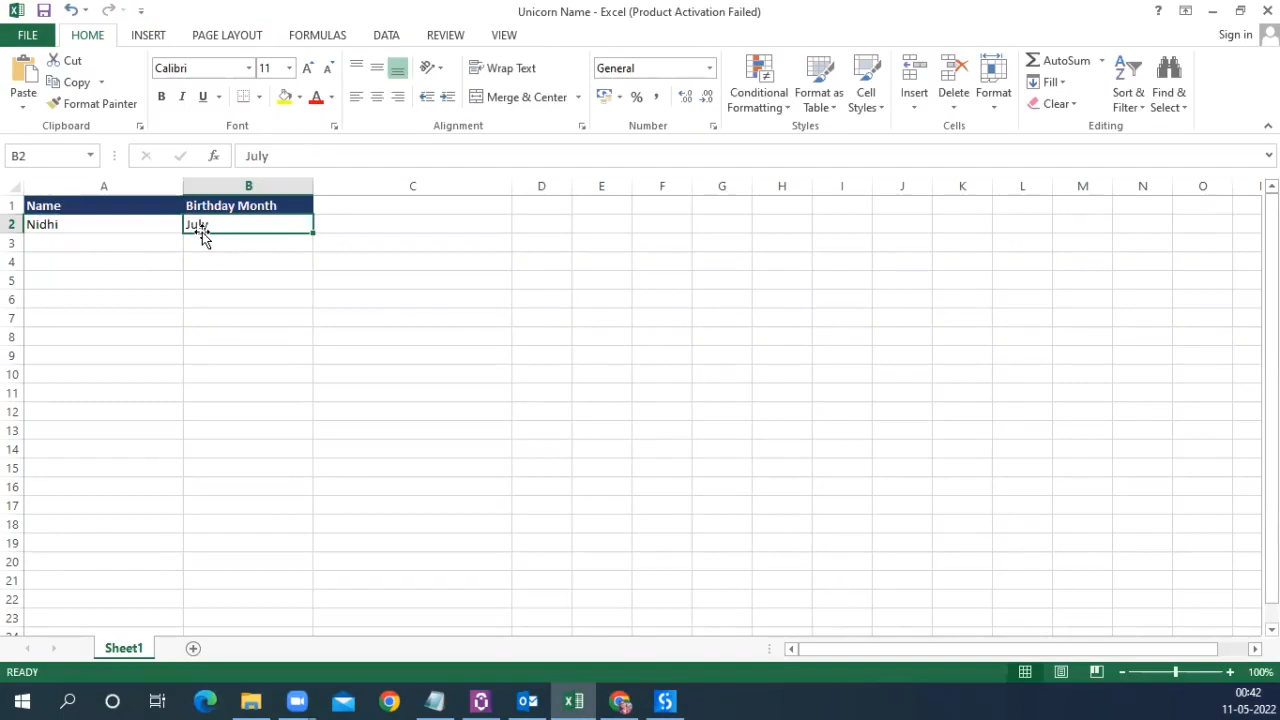 Unicorn Name - Excel (Product Activation Failed)
?
FILE HOME INSERT PAGE LAYOUT FORMULAS DATA REVIEW VIEW Sign in
Paste
Cut
Copy
Format Painter
Clipboard
Calibri 11
B I U A
Font
Wrap Text
Merge & Center
Alignment
General
% ,
Number
Conditional Formatting
Format as Table
Cell Styles
Styles
Insert
Delete
Format
Cells
AutoSum
Fill
Clear
Sort & Filter
Find & Select
Editing
B2 fx July
A B C D E F G H I J K L M N O
1 Name Birthday Month
2 Nidhi July
3
4
5
6
7
8
9
10
11
12
13
14
15
16
17
18
19
20
21
22
23
24
Sheet1
READY 100%
00:42
11-05-2022